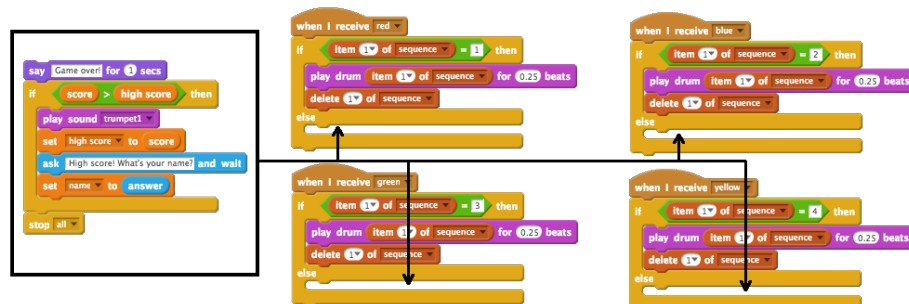 say Game over! for 1 secs
if score > high score then
play sound trumpet1
set high score to score
ask High score! What's your name? and wait
set name to answer
stop all
when I receive red
if item 1 of sequence = 1 then
play drum item 1 of sequence for 0.25 beats
delete 1 of sequence
else
when I receive blue
if item 1 of sequence = 2 then
play drum item 1 of sequence for 0.25 beats
delete 1 of sequence
else
when I receive green
if item 1 of sequence = 3 then
play drum item 1 of sequence for 0.25 beats
delete 1 of sequence
else
when I receive yellow
if item 1 of sequence = 4 then
play drum item 1 of sequence for 0.25 beats
delete 1 of sequence
else